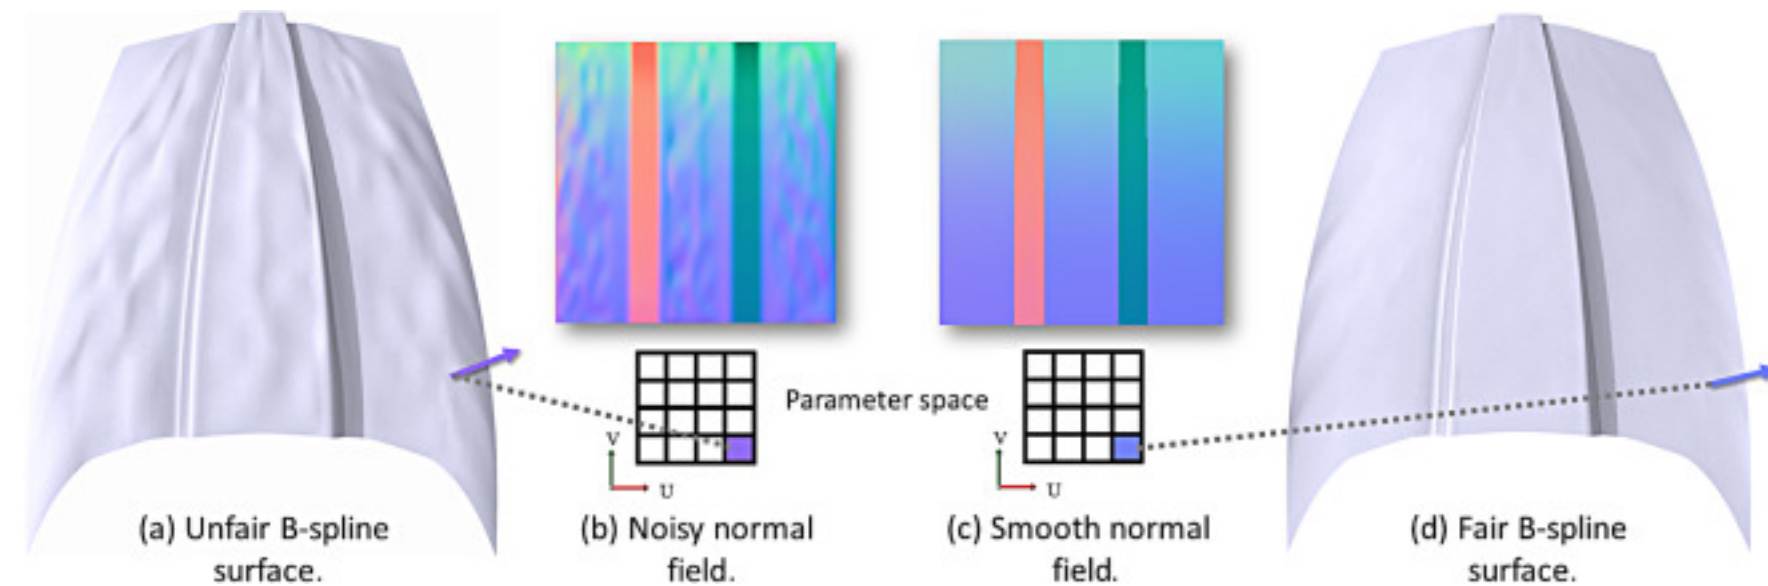 Parameter space
V
U
V
U
(a) Unfair B-spline
surface.
(b) Noisy normal
field.
(c) Smooth normal
field.
(d) Fair B-spline
surface.